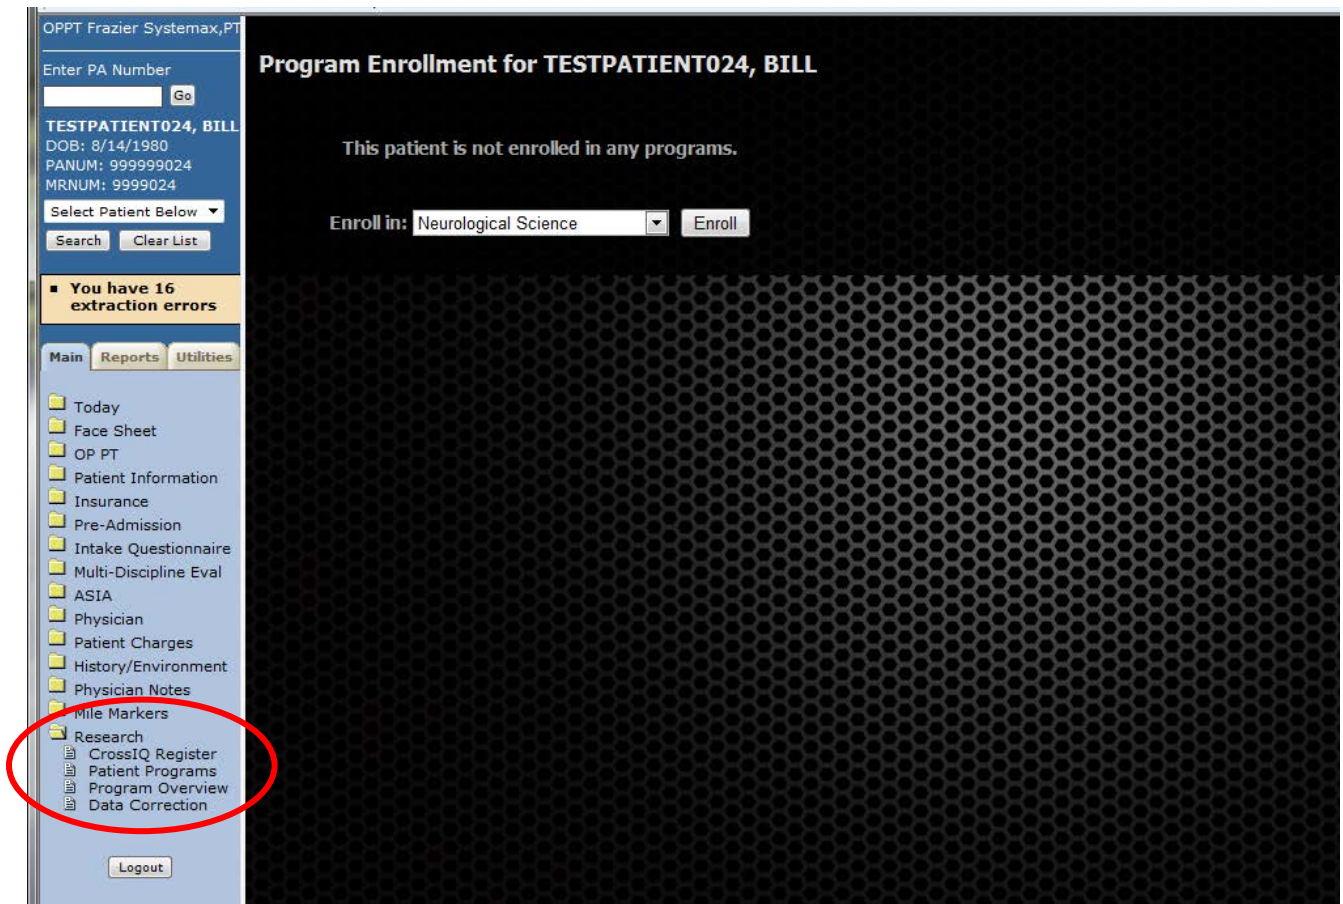 OPPT Frazier Systemax,PT
Enter PA Number
Go
TESTPATIENT024, BILL
DOB: 8/14/1980
PANUM: 999999024
MRNUM: 9999024
Select Patient Below
Search Clear List
You have 16
extraction errors
Main Reports Utilities
Today
Face Sheet
OP PT
Patient Information
Insurance
Pre-Admission
Intake Questionnaire
Multi-Discipline Eval
ASIA
Physician
Patient Charges
History/Environment
Physician Notes
Mile Markers
Research
CrossIQ Register
Patient Programs
Program Overview
Data Correction
Logout
Program Enrollment for TESTPATIENT024, BILL
This patient is not enrolled in any programs.
Enroll in: Neurological Science Enroll